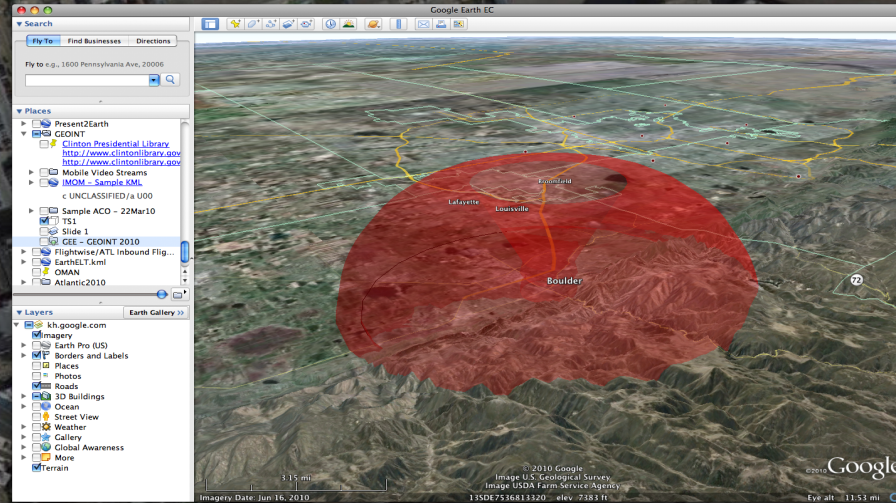 Google Earth EC
Search
Fly To
Find Businesses
Directions
Fly to e.g., 1600 Pennsylvania Ave, 20006
Places
Present2Earth
GEOINT
Clinton Presidential Library
http://www.clintonlibrary.gov
http://www.clintonlibrary.gov
Mobile Video Streams
IMOM - Sample KML
c UNCLASSIFIED/a U00
Sample ACO - 22Mar10
TS1
Slide 1
GEE - GEOINT 2010
Flightwise/ATL Inbound Flig...
EarthELT.kml
OMAN
Atlantic2010
Layers
Earth Gallery >>
kh.google.com
Imagery
Earth Pro (US)
Borders and Labels
Places
Photos
Roads
3D Buildings
Ocean
Street View
Weather
Gallery
Global Awareness
More
Terrain
Broomfield
Lafayette
Louisville
Boulder
72
3.15 mi
© 2010 Google
Image U.S. Geological Survey
Image USDA Farm Service Agency
©2010 Google
Imagery Date: Jun 16, 2010
13SDE7536813320 elev 7383 ft
Eye alt 11.53 mi